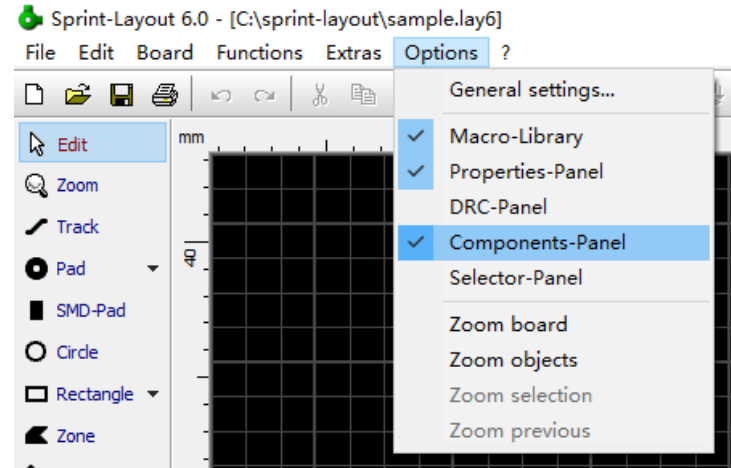 Sprint-Layout 6.0 - [C:\sprint-layout\sample.lay6]
File Edit Board Functions Extras Options ?
General settings...
Macro-Library
Properties-Panel
DRC-Panel
Components-Panel
Selector-Panel
Zoom board
Zoom objects
Zoom selection
Zoom previous
Edit
Zoom
Track
Pad
SMD-Pad
Circle
Rectangle
Zone
mm
40